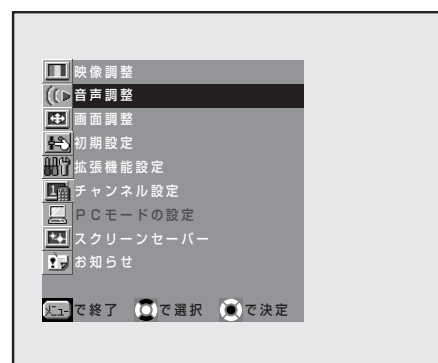 映像調整
音声調整
画面調整
初期設定
拡張機能設定
チャンネル設定
PCモードの設定
スクリーンセーバー
お知らせ
メニューで終了 で選択 で決定